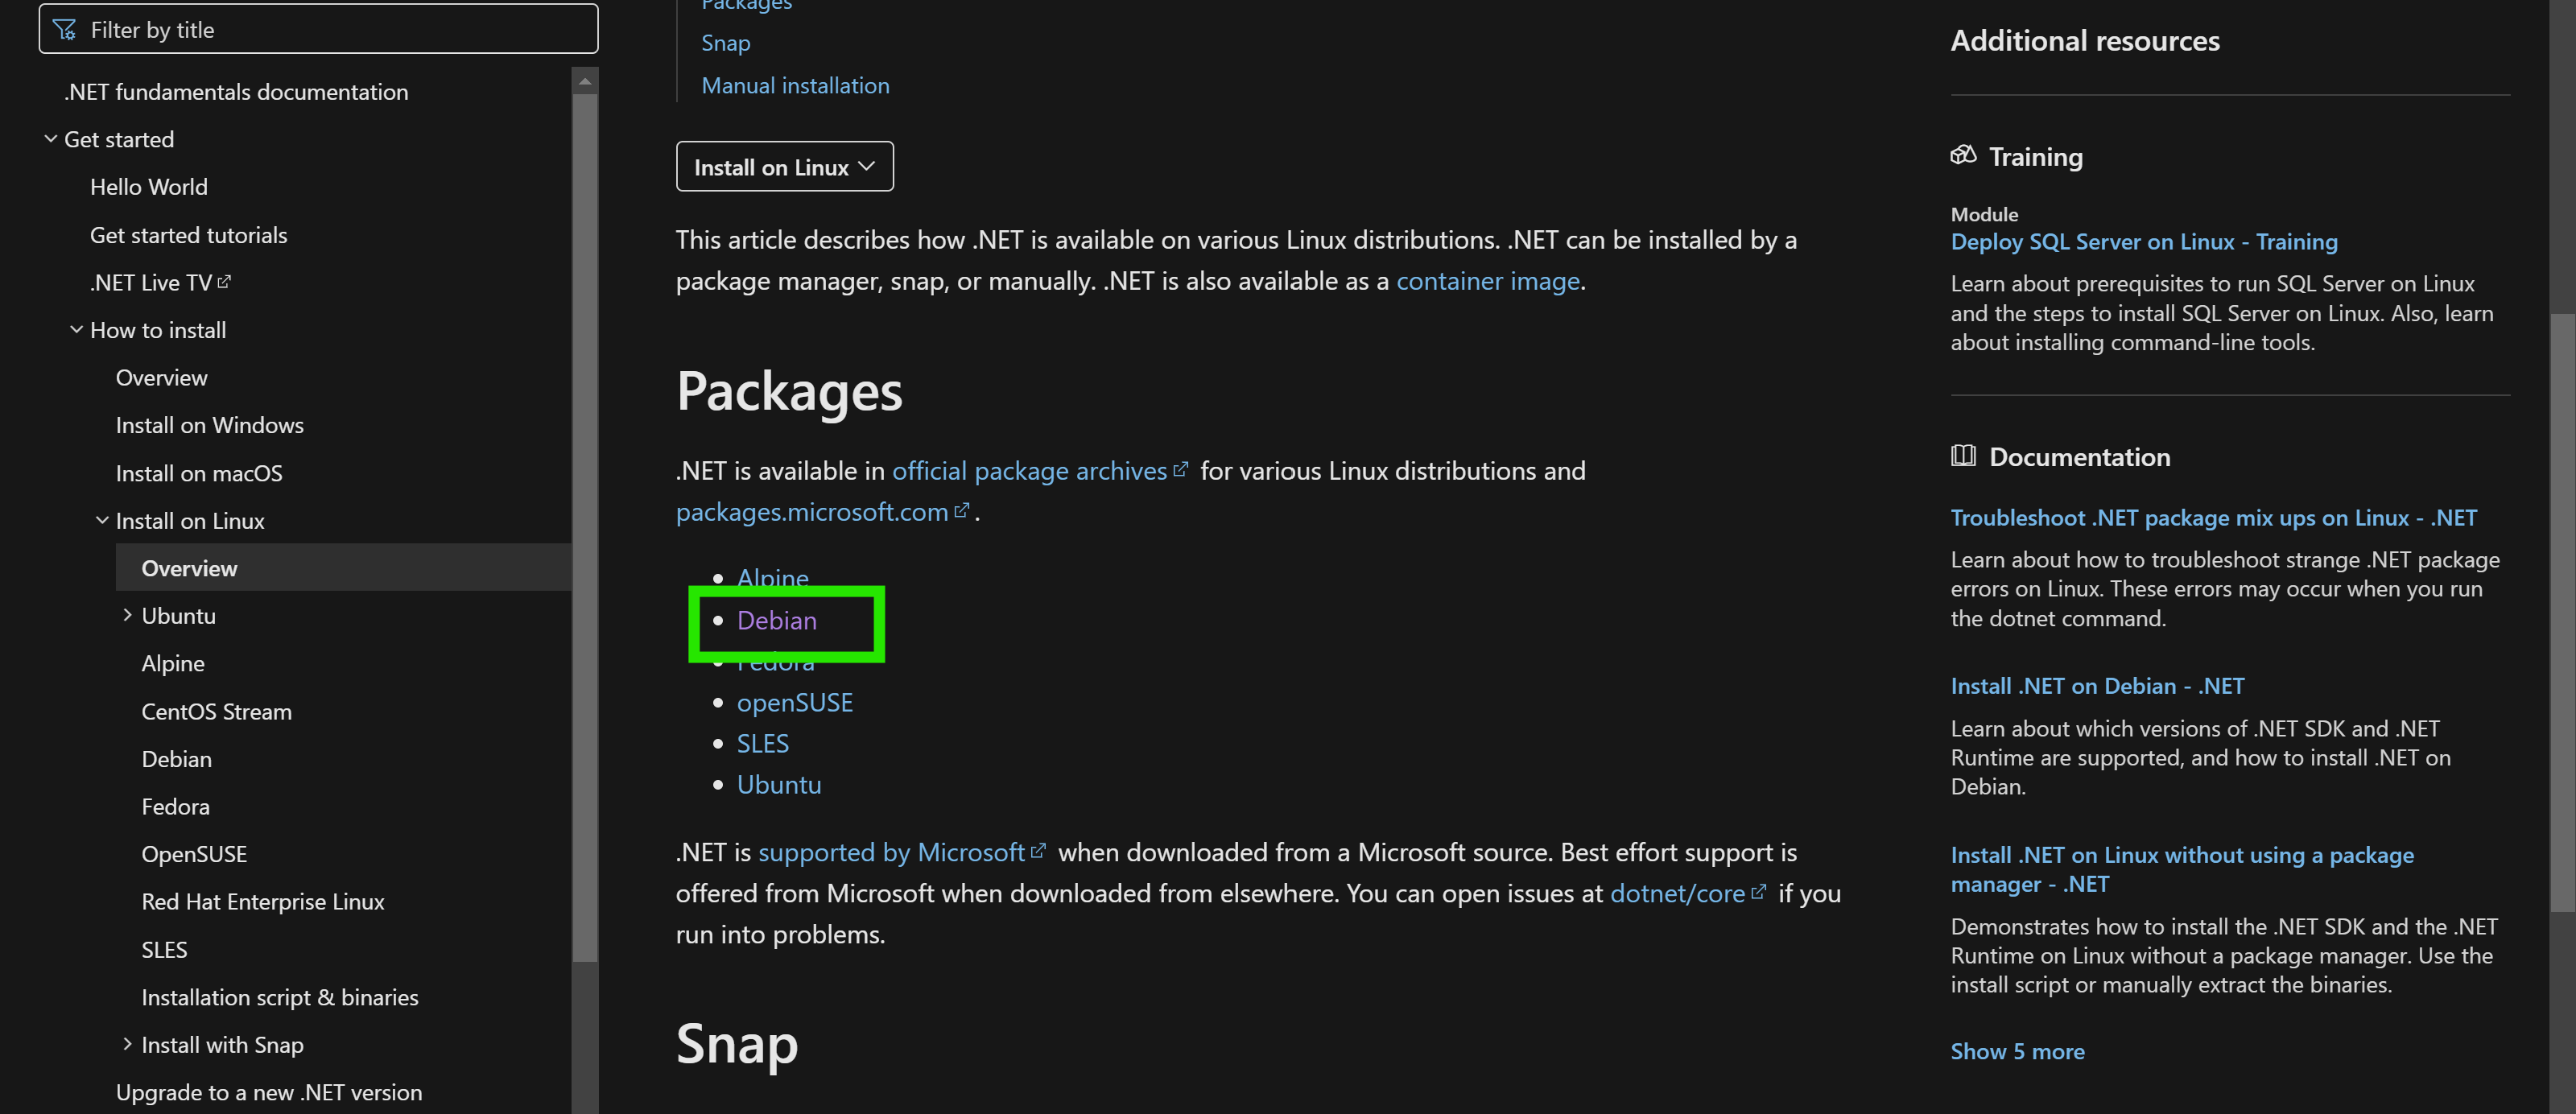 Filter by title
.NET fundamentals documentation
Get started
Hello World
Get started tutorials
.NET Live TV
How to install
Overview
Install on Windows
Install on macOS
Install on Linux
Overview
Ubuntu
Alpine
CentOS Stream
Debian
Fedora
OpenSUSE
Red Hat Enterprise Linux
SLES
Installation script & binaries
Install with Snap
Upgrade to a new .NET version
Packages
Snap
Manual installation
Install on Linux
This article describes how .NET is available on various Linux distributions. .NET can be installed by a
package manager, snap, or manually. .NET is also available as a container image.
Packages
.NET is available in official package archives for various Linux distributions and
packages.microsoft.com.
Alpine
Debian
Fedora
openSUSE
SLES
Ubuntu
.NET is supported by Microsoft when downloaded from a Microsoft source. Best effort support is
offered from Microsoft when downloaded from elsewhere. You can open issues at dotnet/core if you
run into problems.
Snap
Additional resources
Training
Module
Deploy SQL Server on Linux - Training
Learn about prerequisites to run SQL Server on Linux
and the steps to install SQL Server on Linux. Also, learn
about installing command-line tools.
Documentation
Troubleshoot .NET package mix ups on Linux - .NET
Learn about how to troubleshoot strange .NET package
errors on Linux. These errors may occur when you run
the dotnet command.
Install .NET on Debian - .NET
Learn about which versions of .NET SDK and .NET
Runtime are supported, and how to install .NET on
Debian.
Install .NET on Linux without using a package
manager - .NET
Demonstrates how to install the .NET SDK and the .NET
Runtime on Linux without a package manager. Use the
install script or manually extract the binaries.
Show 5 more